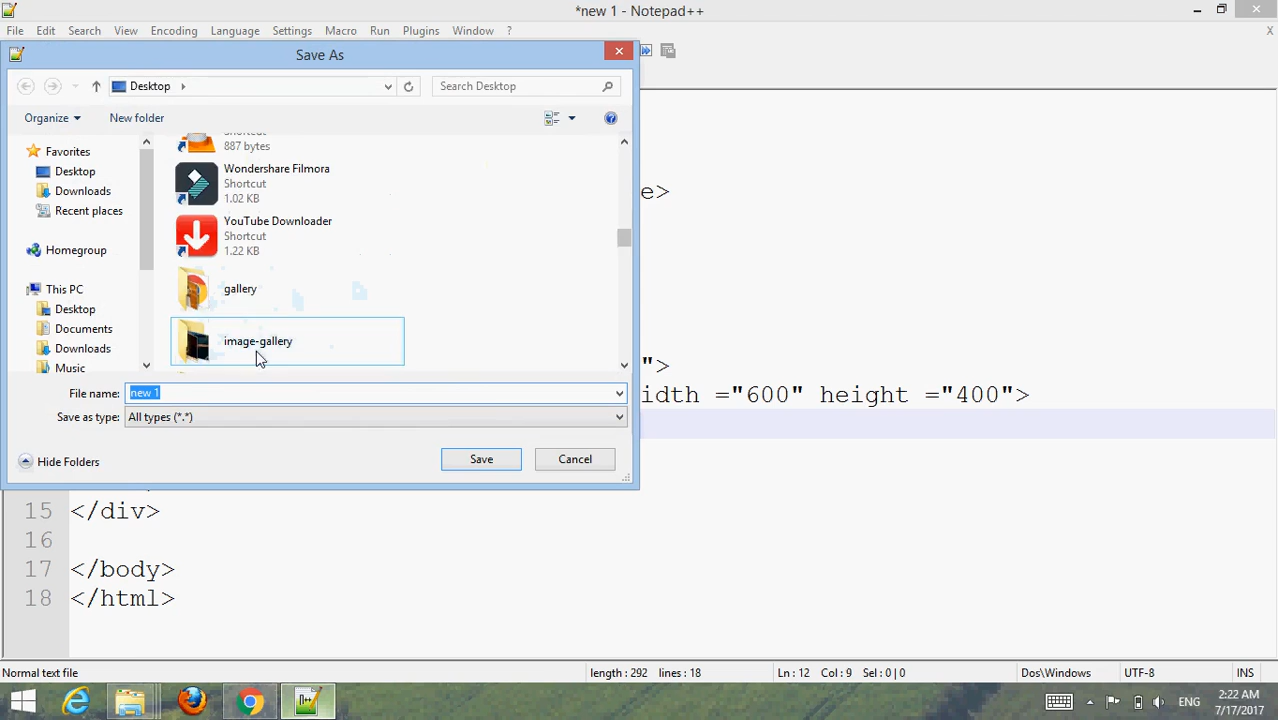 *new 1 - Notepad++
File Edit Search View Encoding Language Settings Macro Run Plugins Window ? X
Save As
Desktop
Search Desktop
Organize New folder
Shortcut
887 bytes
Wondershare Filmora
Shortcut
1.02 KB
YouTube Downloader
Shortcut
1.22 KB
gallery
image-gallery
Favorites
Desktop
Downloads
Recent places
Homegroup
This PC
Desktop
Documents
Downloads
Music
File name: new 1
Save as type: All types (*.*)
Hide Folders
Save Cancel
e>
">
idth ="600" height ="400">
15 </div>
16
17 </body>
18 </html>
Normal text file length : 292 lines : 18 Ln : 12 Col : 9 Sel : 0 | 0 Dos\Windows UTF-8 INS
ENG
2:22 AM
7/17/2017